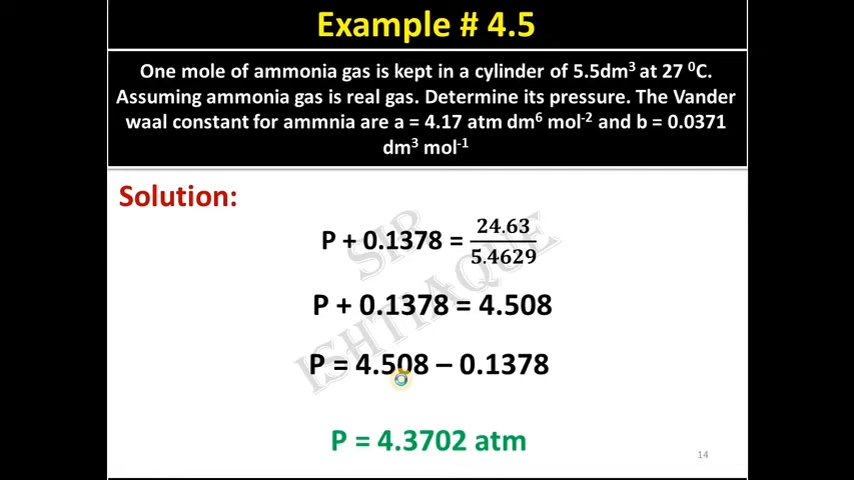 Example # 4.5
One mole of ammonia gas is kept in a cylinder of 5.5dm³ at 27 ⁰C.
Assuming ammonia gas is real gas. Determine its pressure. The Vander
waal constant for ammnia are a = 4.17 atm dm⁶ mol⁻² and b = 0.0371
dm³ mol⁻¹
Solution:
P + 0.1378 = 24.63/5.4629
P + 0.1378 = 4.508
P = 4.508 – 0.1378
P = 4.3702 atm
SIR
ISHTIAQUE
14